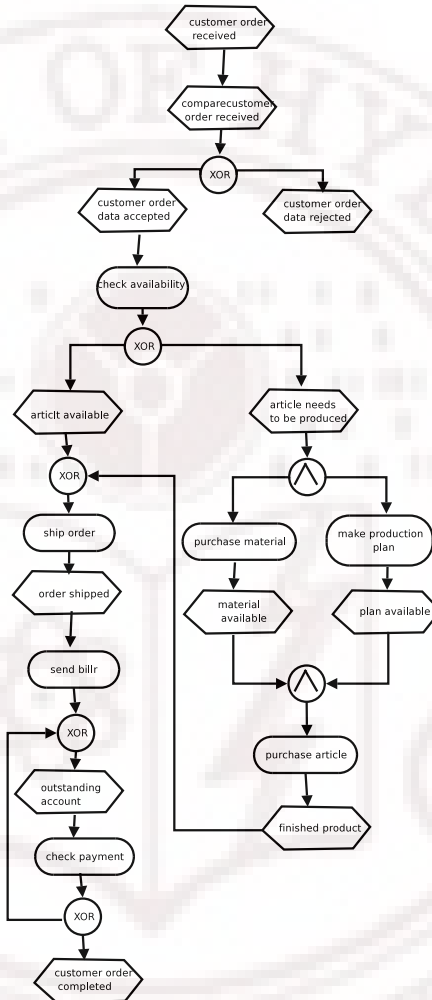 customer order
received
comparecustomer
order received
XOR
customer order
data accepted
customer order
data rejected
check availability
XOR
articlt available
article needs
to be produced
XOR
ship order
purchase material
make production
plan
order shipped
material
available
plan available
send billr
XOR
purchase article
outstanding
account
finished product
check payment
XOR
customer order
completed